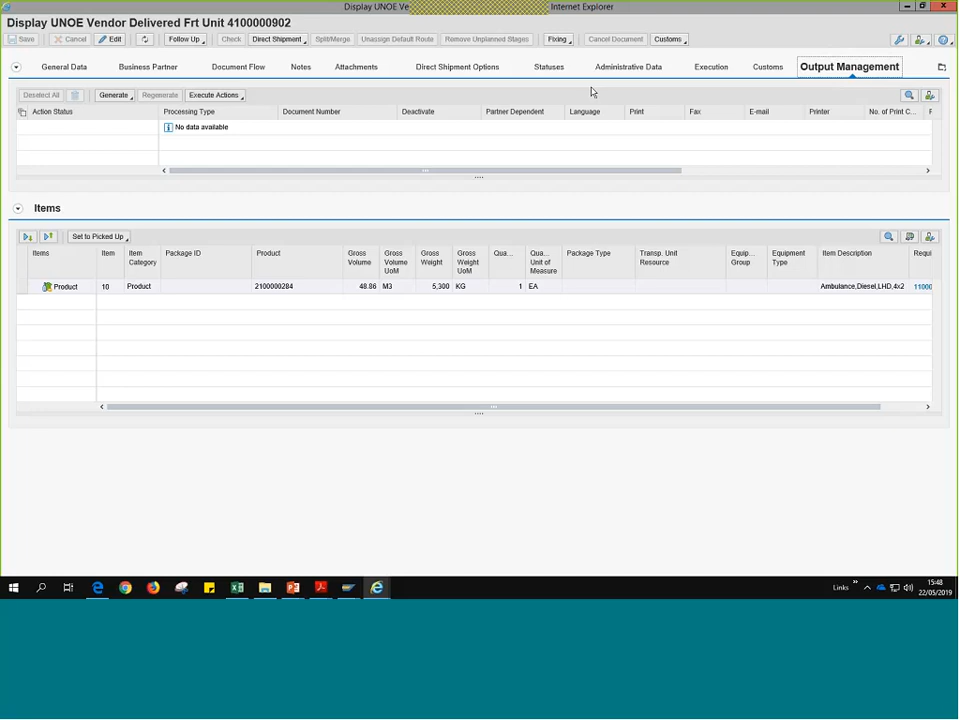 Display UNOE Ve Internet Explorer
Display UNOE Vendor Delivered Frt Unit 4100000902
Save Cancel Edit Follow Up Check Direct Shipment Split/Merge Unassign Default Route Remove Unplanned Stages Fixing Cancel Document Customs
General Data Business Partner Document Flow Notes Attachments Direct Shipment Options Statuses Administrative Data Execution Customs Output Management
Deselect All Generate Regenerate Execute Actions
Action Status Processing Type Document Number Deactivate Partner Dependent Language Print Fax E-mail Printer No. of Print C... F
No data available
Items
Set to Picked Up
Items Item Item Category Package ID Product Gross Volume Gross Volume UoM Gross Weight Gross Weight UoM Qua... Qua... Unit of Measure Package Type Transp. Unit Resource Equip... Group Equipment Type Item Description Requi
Product 10 Product 2100000284 48.86 M3 5,300 KG 1 EA Ambulance,Diesel,LHD,4x2 11000
Links » 15:48
22/05/2019